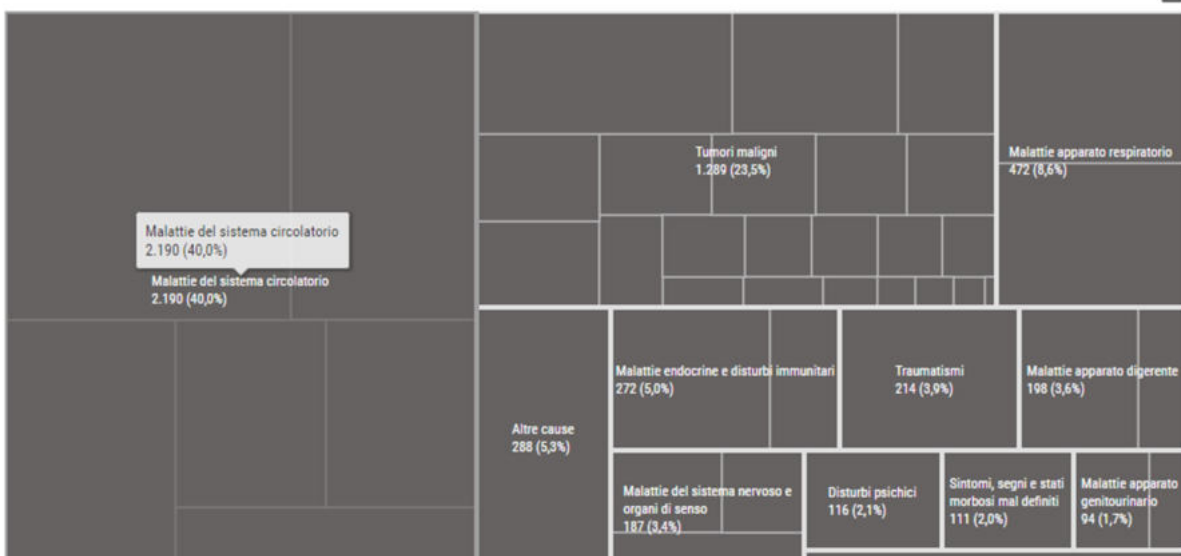 Malattie del sistema circolatorio
2.190 (40,0%)
Malattie del sistema circolatorio
2.190 (40,0%)
Tumori maligni
1.289 (23,5%)
Malattie apparato respiratorio
472 (8,6%)
Altre cause
288 (5,3%)
Malattie endocrine e disturbi immunitari
272 (5,0%)
Traumatismi
214 (3,9%)
Malattie apparato digerente
198 (3,6%)
Malattie del sistema nervoso e
organi di senso
187 (3,4%)
Disturbi psichici
116 (2,1%)
Sintomi, segni e stati
morbosi mal definiti
111 (2,0%)
Malattie apparato
genitourinario
94 (1,7%)